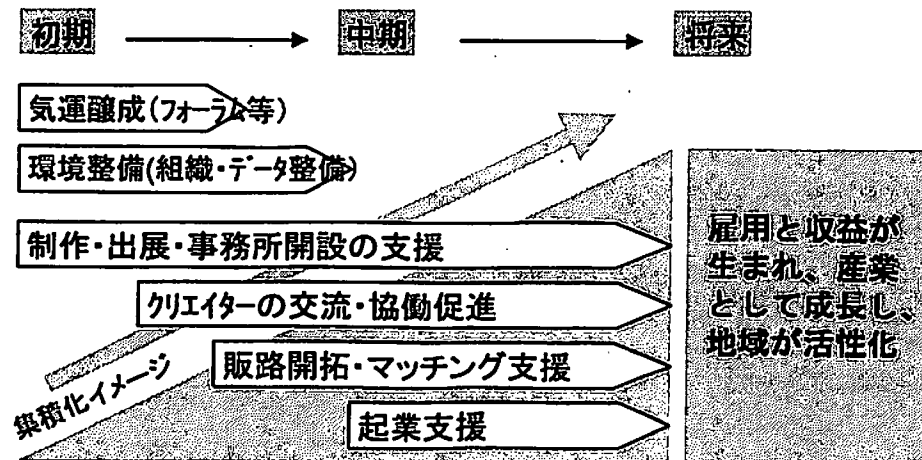 初期 中期 将来
気運醸成(フォーラム等)
環境整備(組織・データ整備)
制作・出展・事務所開設の支援
クリエイターの交流・協働促進
販路開拓・マッチング支援
起業支援
集積化イメージ
雇用と収益が
生まれ、産業
として成長し、
地域が活性化